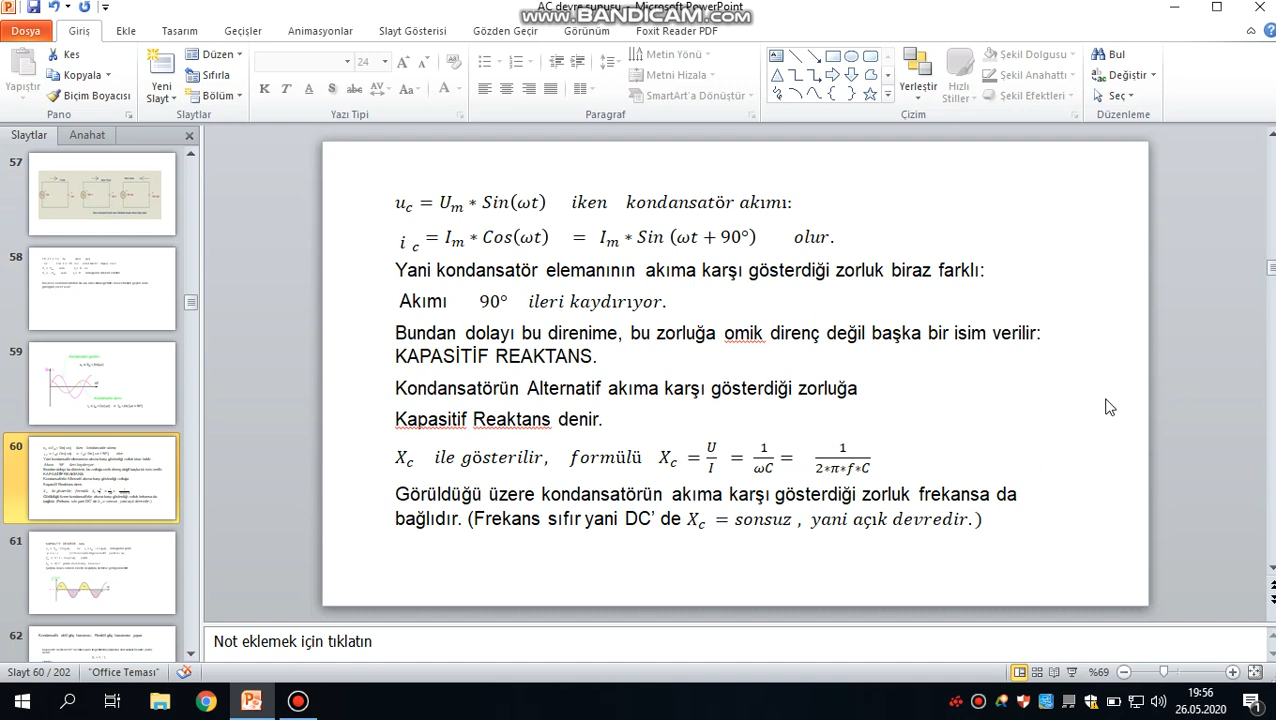 AC devre sunusu - Microsoft PowerPoint
www.BANDICAM.com
Dosya Giriş Ekle Tasarım Geçişler Animasyonlar Slayt Gösterisi Gözden Geçir Görünüm Foxit Reader PDF
Yapıştır
Kes
Kopyala
Biçim Boyacısı
Pano
Yeni Slayt
Düzen
Sıfırla
Bölüm
Slaytlar
24
K T A S abc AV Aa A
Yazı Tipi
Metin Yönü
Metni Hizala
SmartArt'a Dönüştür
Paragraf
Yerleştir
Hızlı Stiller
Şekil Dolgusu
Şekil Anahattı
Şekil Efektleri
Çizim
Bul
Değiştir
Seç
Düzenleme
Slaytlar Anahat
57
58
59
60
61
62
u_c = U_m * Sin(ωt) iken kondansatör akımı:
i_c = I_m * Cos(ωt) = I_m * Sin (ωt + 90°) olur.
Yani kondansatör elemanının akıma karşı gösterdiği zorluk biraz farklı:
Akımı 90° ileri kaydırıyor.
Bundan dolayı bu direnime, bu zorluğa omik direnç değil başka bir isim verilir:
KAPASİTİF REAKTANS.
Kondansatörün Alternatif akıma karşı gösterdiği zorluğa
Kapasitif Reaktans denir.
X_c ile gösterilir, formülü X_c = U/I = 1/ωC = 1/2*π*f*C
Görüldüğü üzere kondansatörün akıma karşı gösterdiği zorluk frekansa da
bağlıdır. (Frekans sıfır yani DC' de X_c = sonsuz , yani açık devredir. )
Not eklemek için tıklatın
Slayt 60 / 202 "Office Teması" %69
19:56
26.05.2020